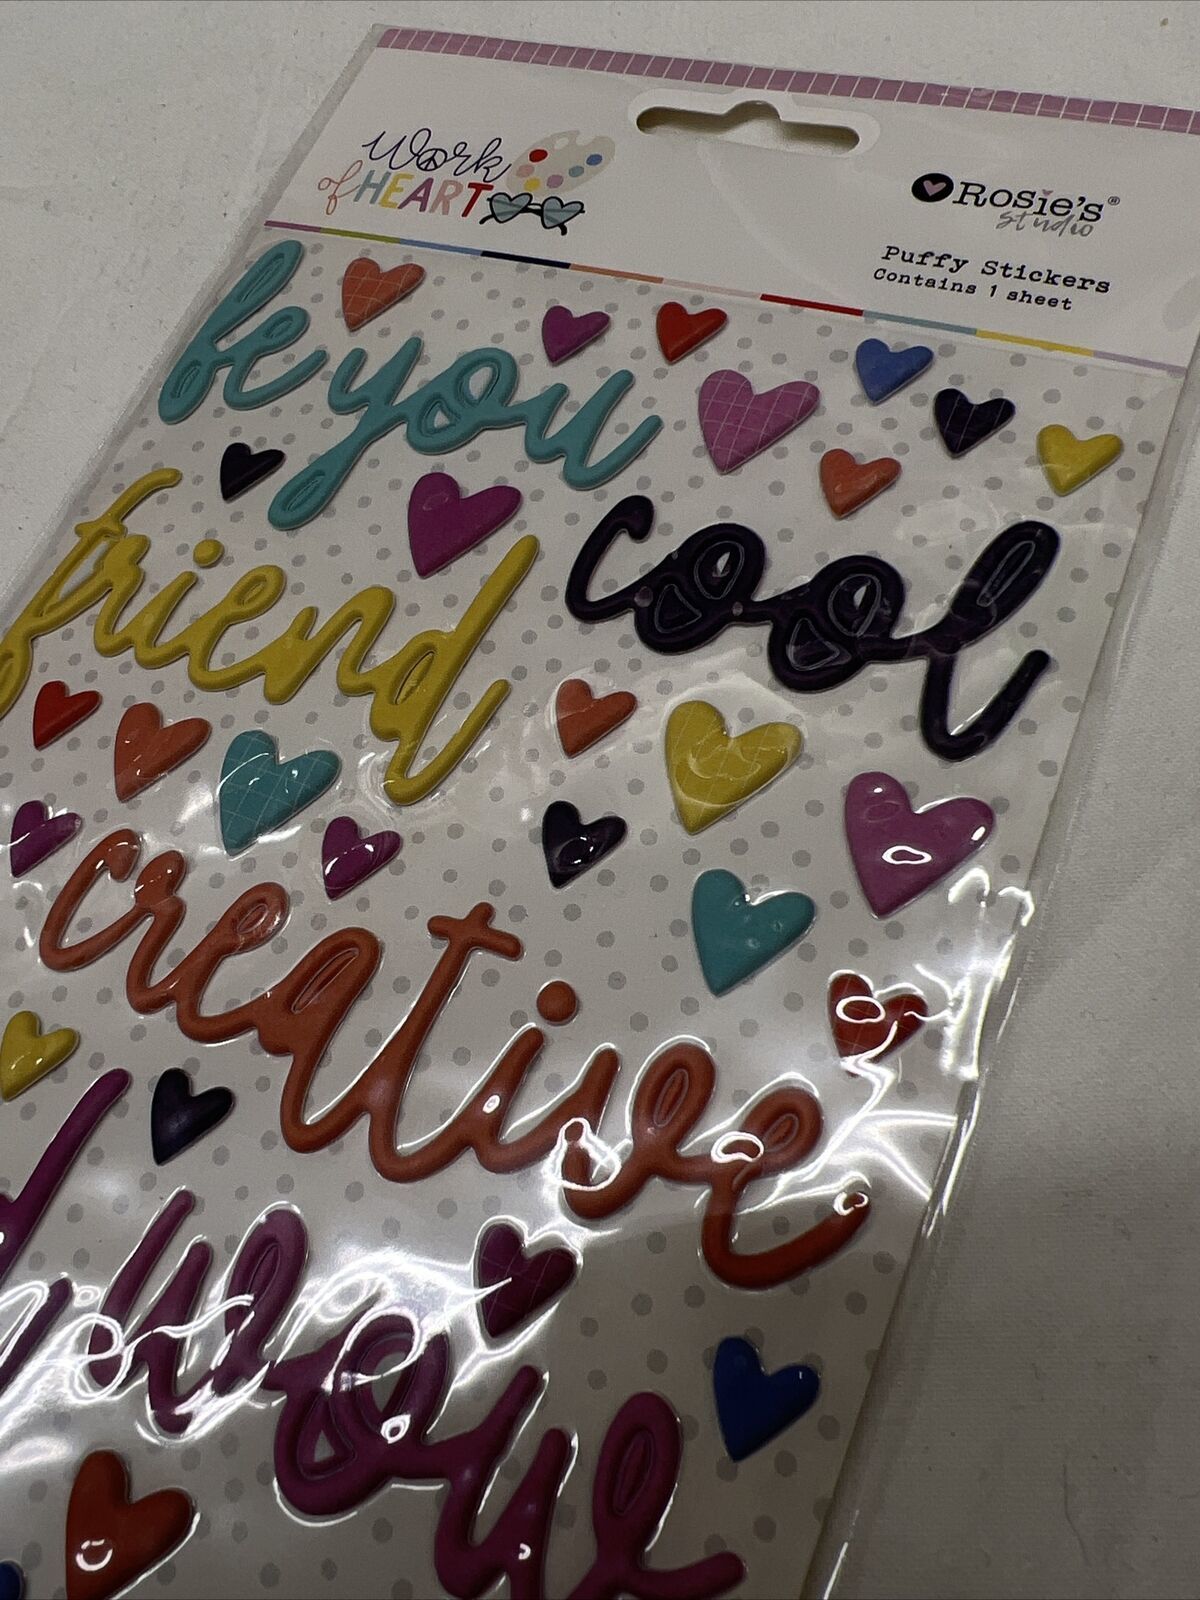 Work
of HEART
Rosie's®
studio
Puffy Stickers
Contains 1 sheet
be you
friend
cool
creative